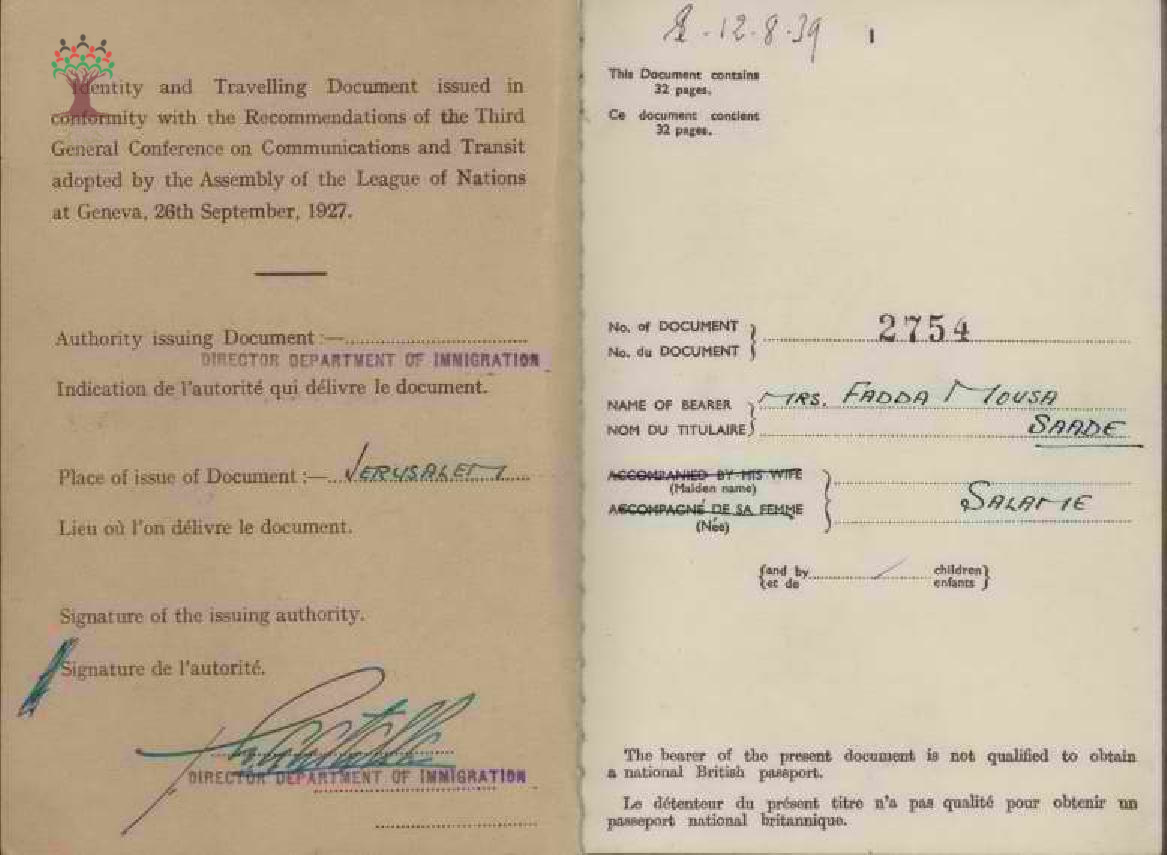 Identity and Travelling Document issued in
conformity with the Recommendations of the Third
General Conference on Communications and Transit
adopted by the Assembly of the League of Nations
at Geneva, 26th September, 1927.
Authority issuing Document :—
DIRECTOR DEPARTMENT OF IMMIGRATION
Indication de l'autorité qui délivre le document.
Place of issue of Document :— JERUSALEM
Lieu où l'on délivre le document.
Signature of the issuing authority.
Signature de l'autorité.
DIRECTOR DEPARTMENT OF IMMIGRATION
12.8.39
1
This Document contains
32 pages.
Ce document contient
32 pages.
No. of DOCUMENT
No. du DOCUMENT
2754
NAME OF BEARER MRS. FADDA MOUSA
NOM DU TITULAIRE SAADE
ACCOMPANIED BY HIS WIFE
(Maiden name)
SALAME
ACCOMPAGNÉ DE SA FEMME
(Née)
and by / children
et de enfants
The bearer of the present document is not qualified to obtain
a national British passport.
Le détenteur du présent titre n'a pas qualité pour obtenir un
passeport national britannique.